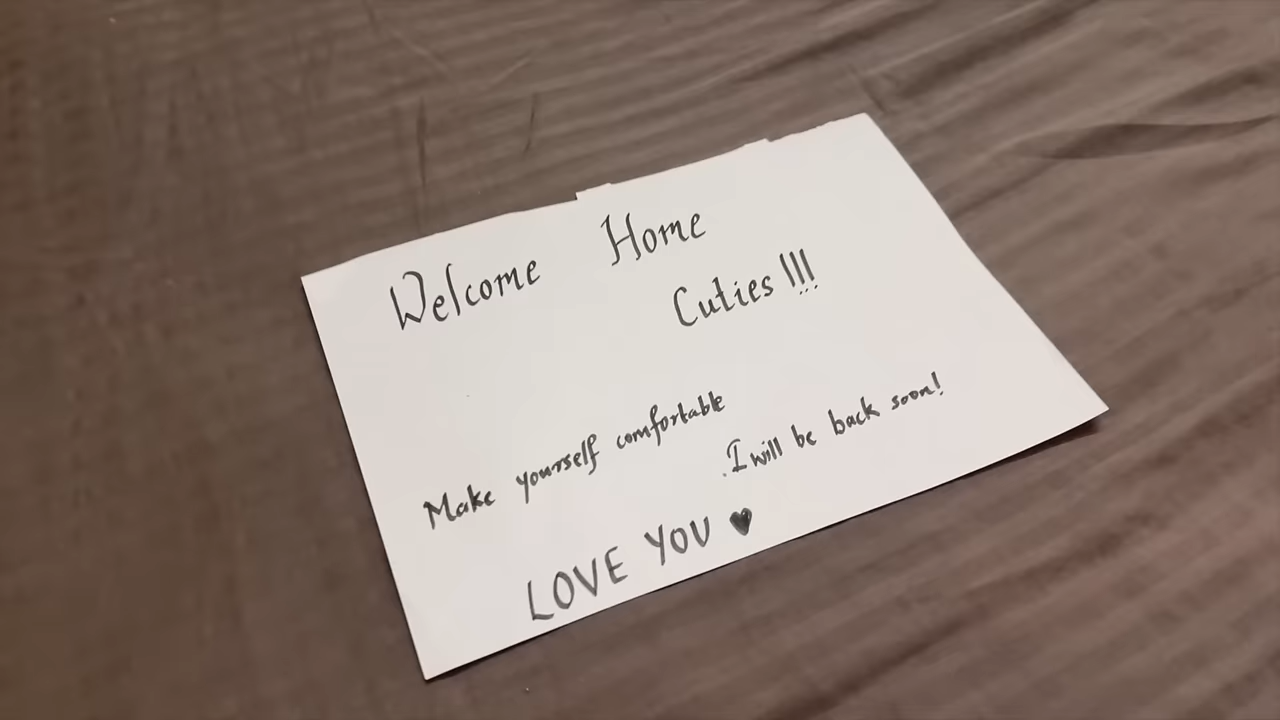 Welcome Home
Cuties !!!
Make yourself comfortable
. I will be back soon!
LOVE YOU ♥